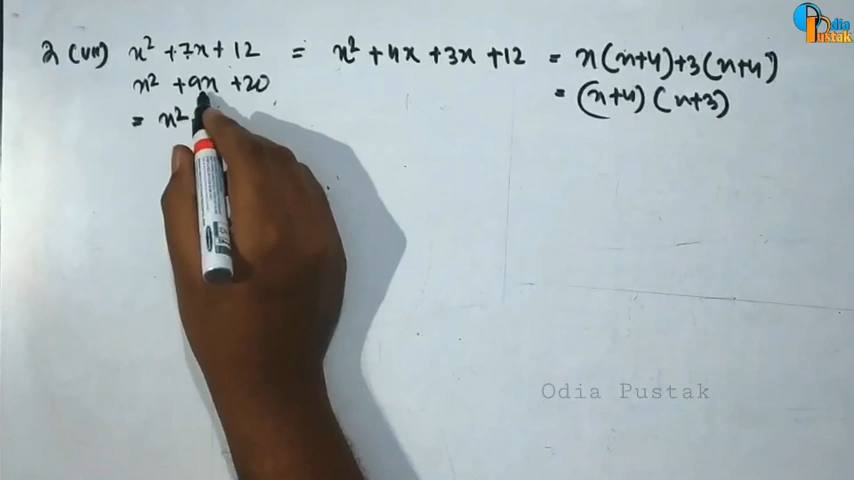 2 (VII) x² + 7x + 12 = x² + 4x + 3x + 12 = x(x+4)+3(x+4)
x² + 9x + 20 = (x+4) (x+3)
= x²
Odia Pustak
Odia Pustak